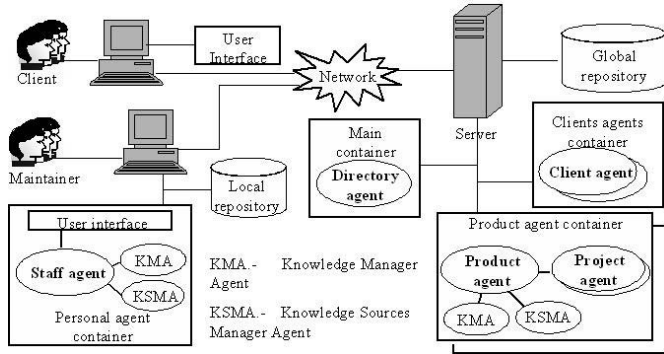 User
Interface
Client
Network
Global
repository
Server
Maintainer
Local
repository
Main
container
Directory
agent
Clients agents
container
Client agent
User interface
Staff agent
KMA
KSMA
Personal agent
container
KMA.- Knowledge Manager
Agent
KSMA.- Knowledge Sources
Manager Agent
Product agent container
Product
agent
Project
agent
KMA
KSMA